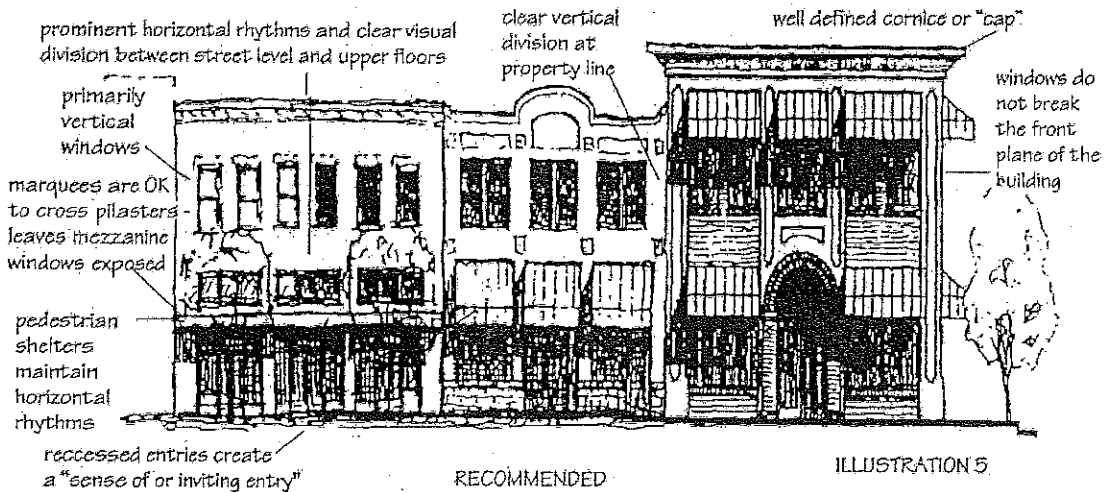 prominent horizontal rhythms and clear visual
division between street level and upper floors
clear vertical
division at
property line
well defined cornice or "cap"
primarily
vertical
windows
windows do
not break
the front
plane of the
building
marquees are OK
to cross pilasters
leaves mezzanine
windows exposed
pedestrian
shelters
maintain
horizontal
rhythms
reccessed entries create
a "sense of or inviting entry"
RECOMMENDED
ILLUSTRATION 5